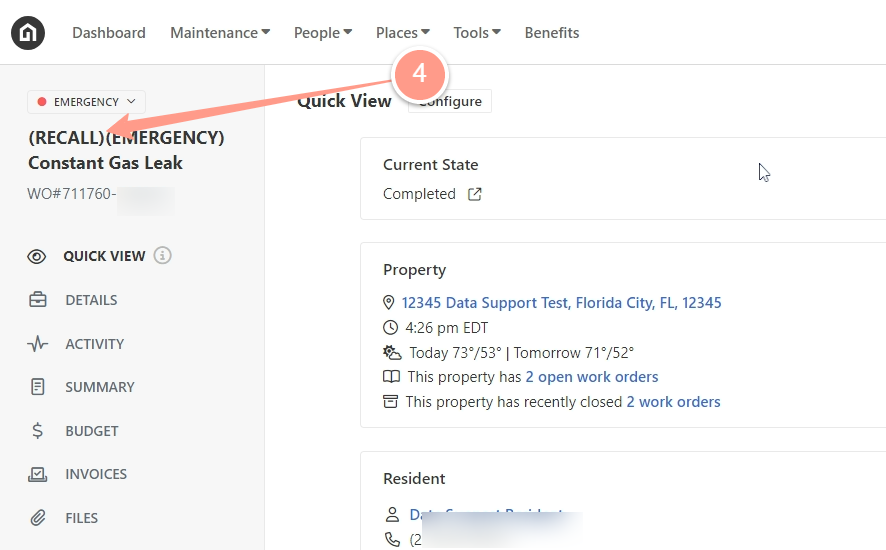 Dashboard Maintenance People Places Tools Benefits
4
EMERGENCY
(RECALL)(EMERGENCY)
Constant Gas Leak
WO#711760-
QUICK VIEW
DETAILS
ACTIVITY
SUMMARY
BUDGET
INVOICES
FILES
Quick View Configure
Current State
Completed
Property
12345 Data Support Test, Florida City, FL, 12345
4:26 pm EDT
Today 73°/53° | Tomorrow 71°/52°
This property has 2 open work orders
This property has recently closed 2 work orders
Resident
(2